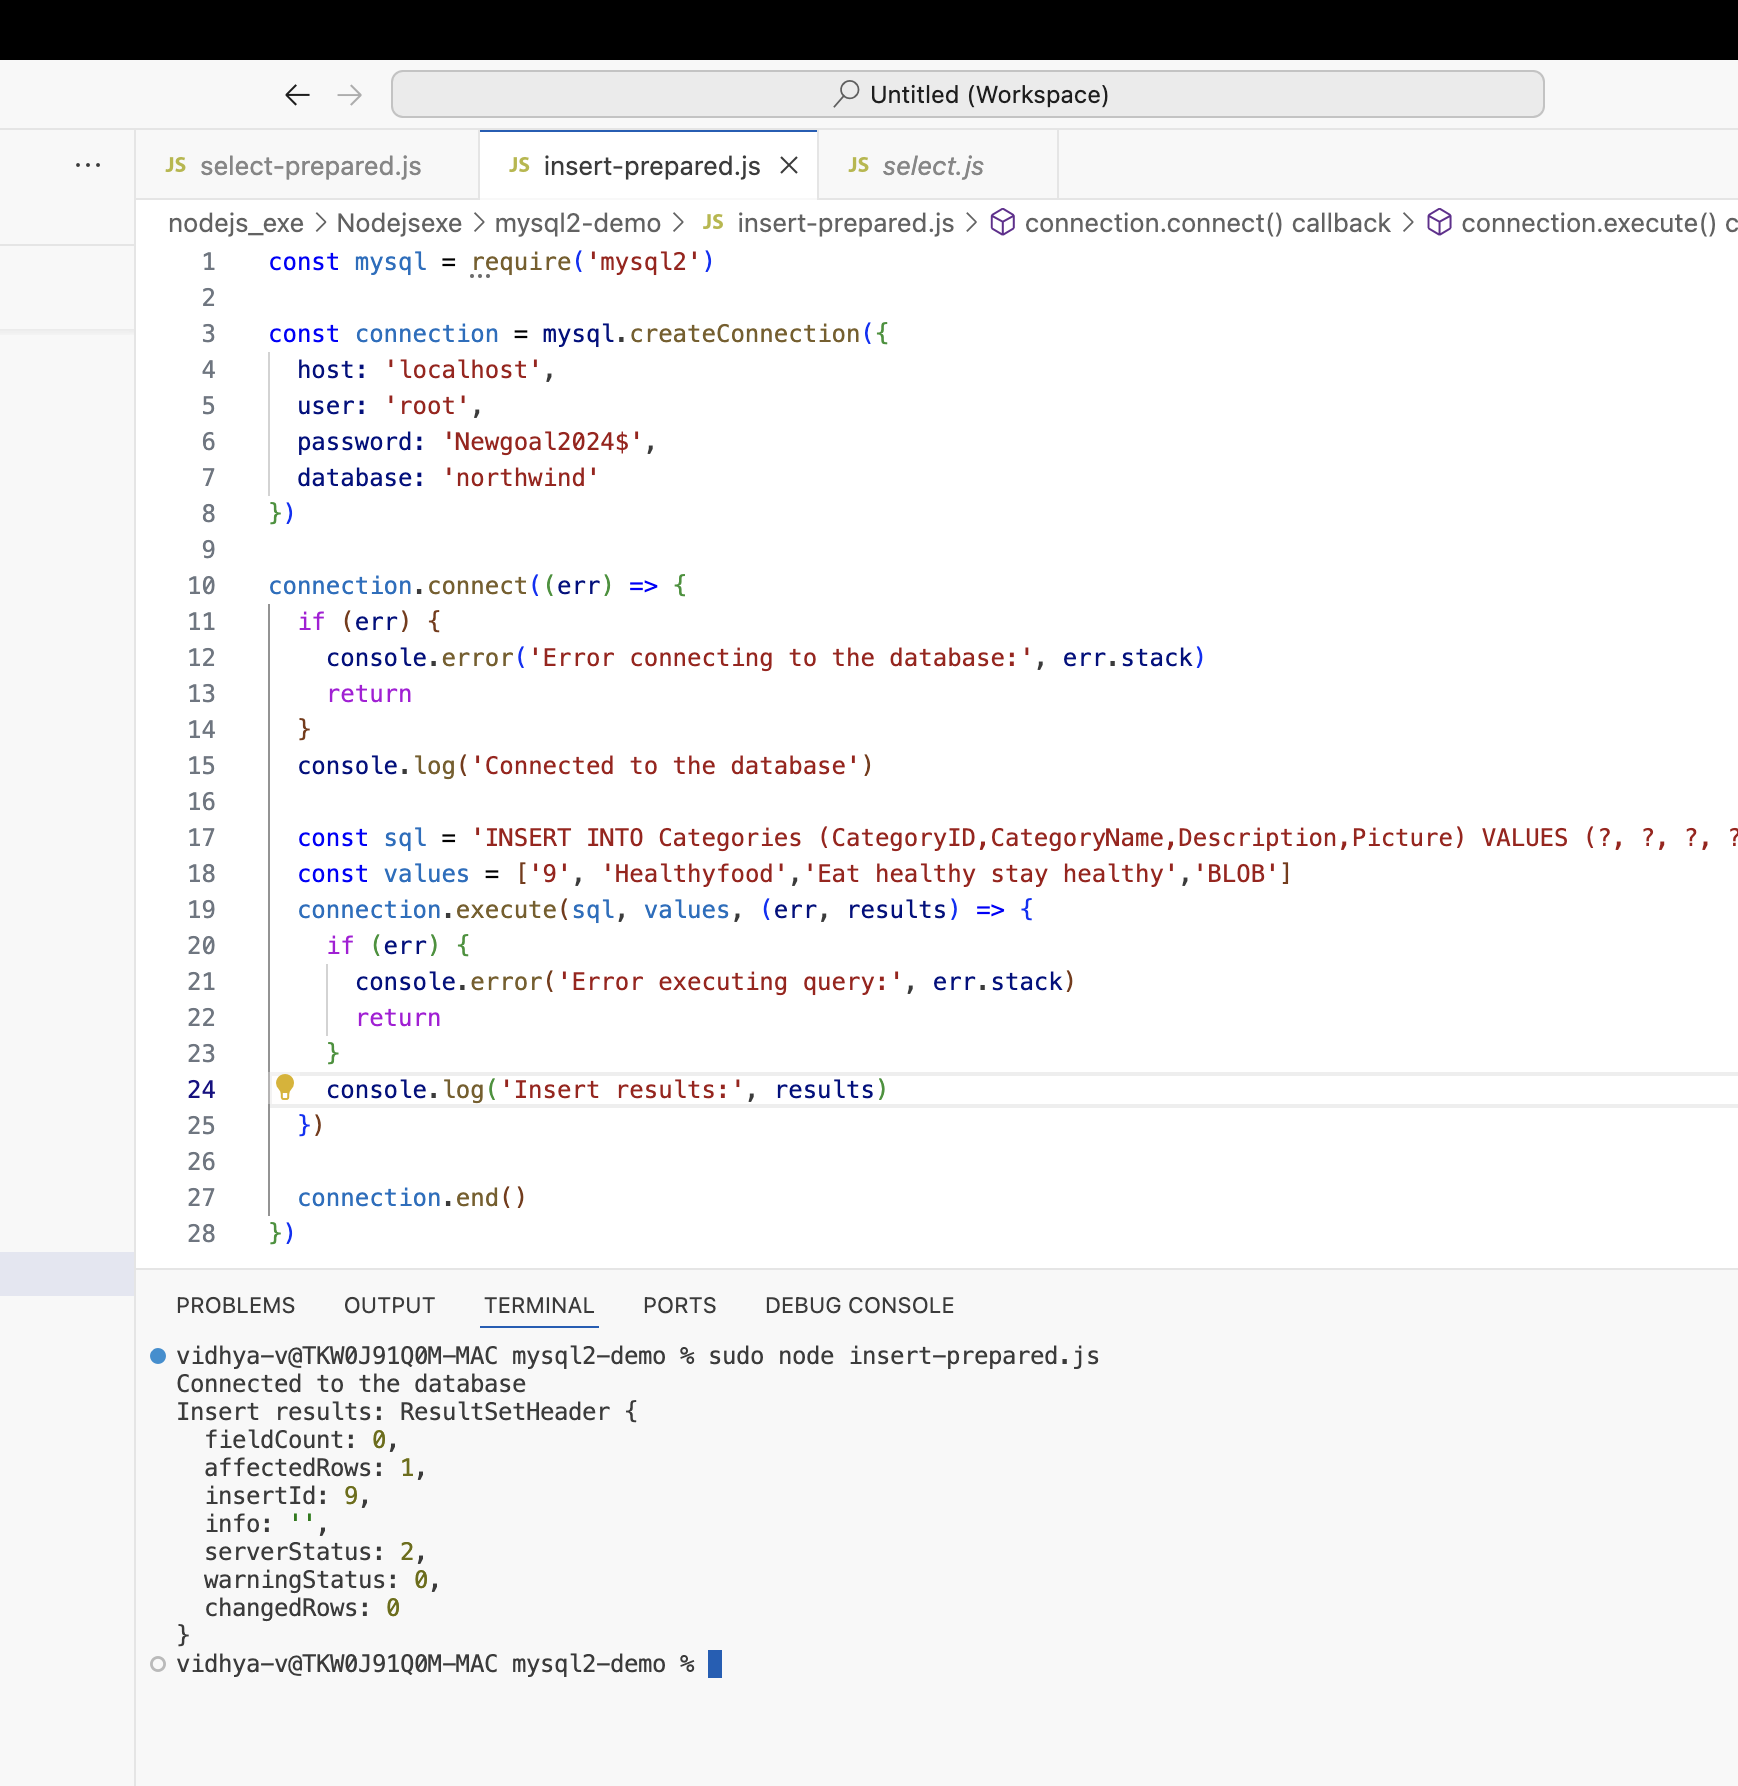 Untitled (Workspace)
...
JS select-prepared.js
JS insert-prepared.js
JS select.js
nodejs_exe > Nodejsexe > mysql2-demo > JS insert-prepared.js > connection.connect() callback > connection.execute() c
1 const mysql = require('mysql2')
2
3 const connection = mysql.createConnection({
4 host: 'localhost',
5 user: 'root',
6 password: 'Newgoal2024$',
7 database: 'northwind'
8 })
9
10 connection.connect((err) => {
11 if (err) {
12 console.error('Error connecting to the database:', err.stack)
13 return
14 }
15 console.log('Connected to the database')
16
17 const sql = 'INSERT INTO Categories (CategoryID,CategoryName,Description,Picture) VALUES (?, ?, ?, ?
18 const values = ['9', 'Healthyfood','Eat healthy stay healthy','BLOB']
19 connection.execute(sql, values, (err, results) => {
20 if (err) {
21 console.error('Error executing query:', err.stack)
22 return
23 }
24 console.log('Insert results:', results)
25 })
26
27 connection.end()
28 })
PROBLEMS OUTPUT TERMINAL PORTS DEBUG CONSOLE
vidhya-v@TKW0J91Q0M-MAC mysql2-demo % sudo node insert-prepared.js
Connected to the database
Insert results: ResultSetHeader {
fieldCount: 0,
affectedRows: 1,
insertId: 9,
info: '',
serverStatus: 2,
warningStatus: 0,
changedRows: 0
}
vidhya-v@TKW0J91Q0M-MAC mysql2-demo %